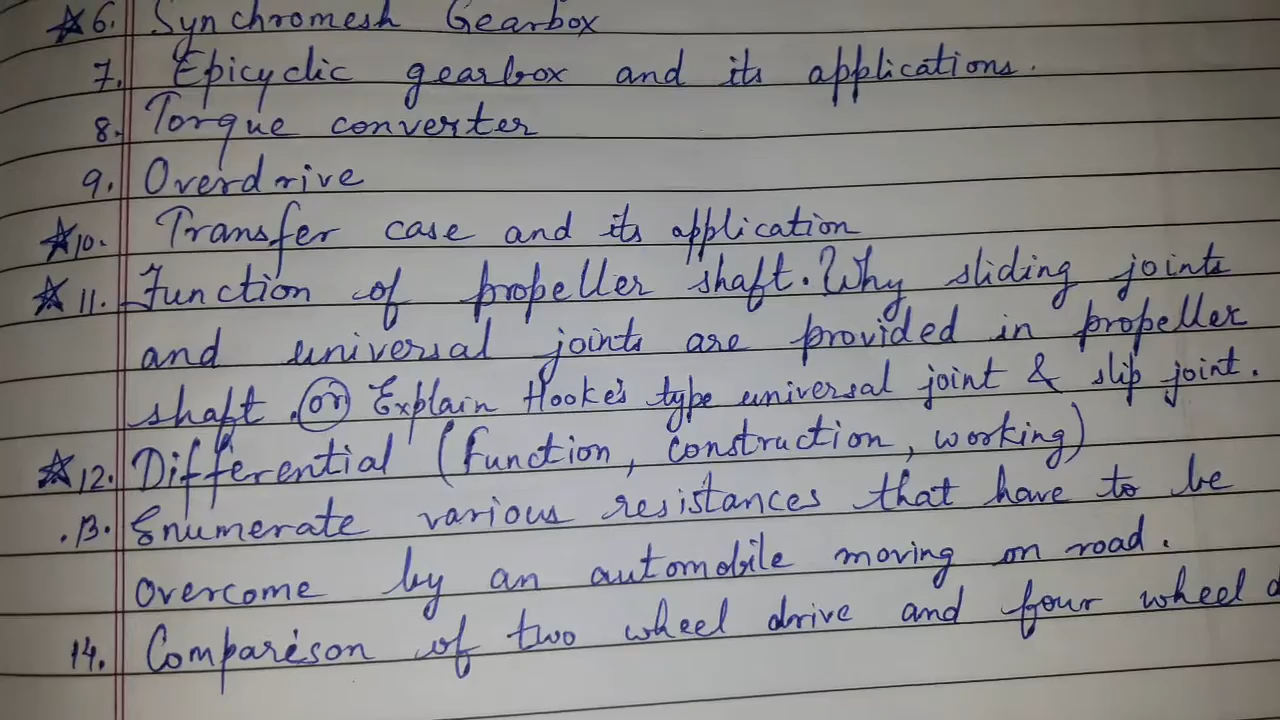 ☆6. Synchromesh Gearbox
7. Epicyclic gearbox and its applications.
8. Torque converter
9. Overdrive
☆10. Transfer case and its application
☆11. Function of propeller shaft. Why sliding joints
and universal joints are provided in propeller
shaft. (or) Explain Hooke's type universal joint & slip joint.
☆12. Differential (function, construction, working)
.13. Enumerate various resistances that have to be
overcome by an automobile moving on road.
14. Comparison of two wheel drive and four wheel d